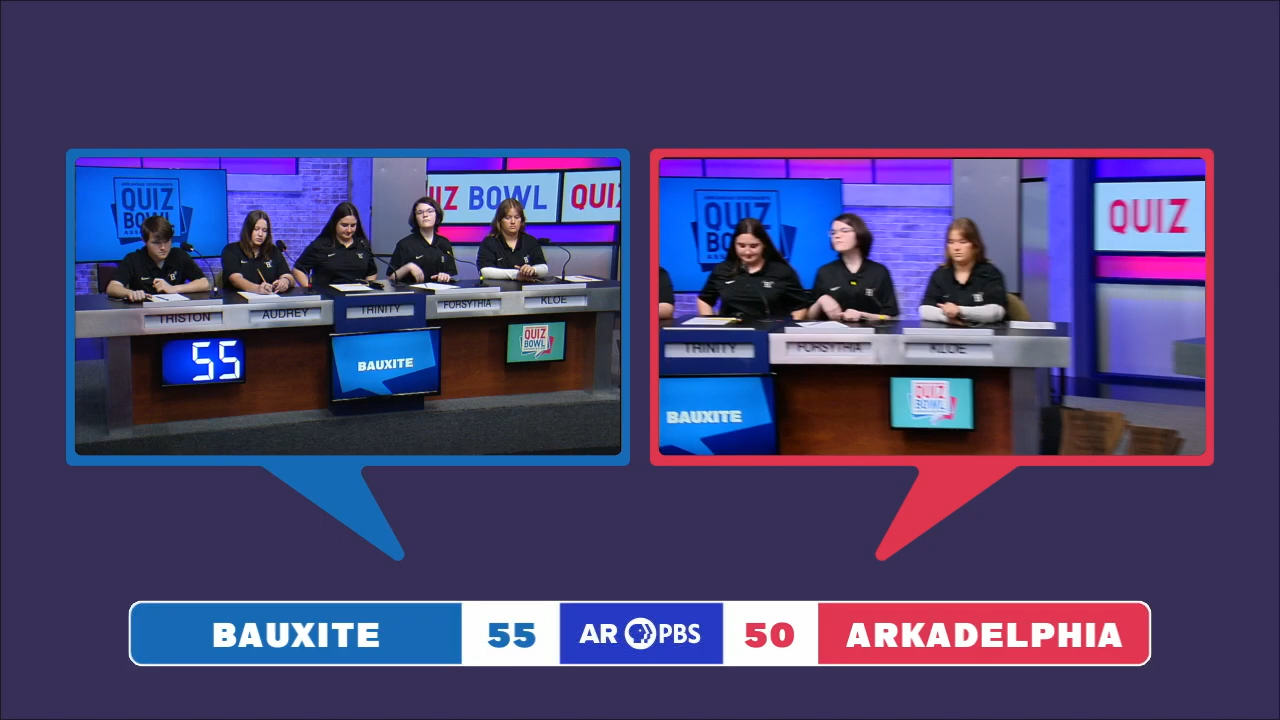 QUIZ
BOWL
IZ BOWL
QUIZ
TRISTON
AUDREY
TRINITY
FORSYTHIA
KLOE
55
BAUXITE
QUIZ
BOWL
QUIZ
BO
QUIZ
TRINITY
FORSYTHIA
KLOE
BAUXITE
QUIZ
BOWL
BAUXITE 55 AR PBS 50 ARKADELPHIA